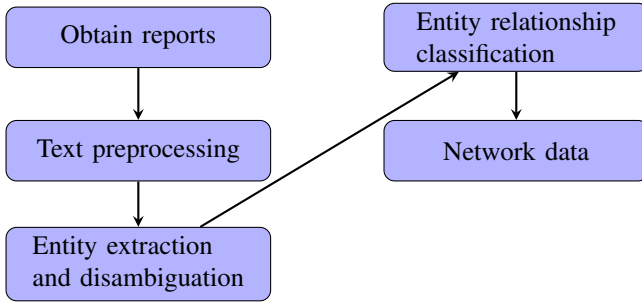 Obtain reports
Text preprocessing
Entity extraction
and disambiguation
Entity relationship
classification
Network data